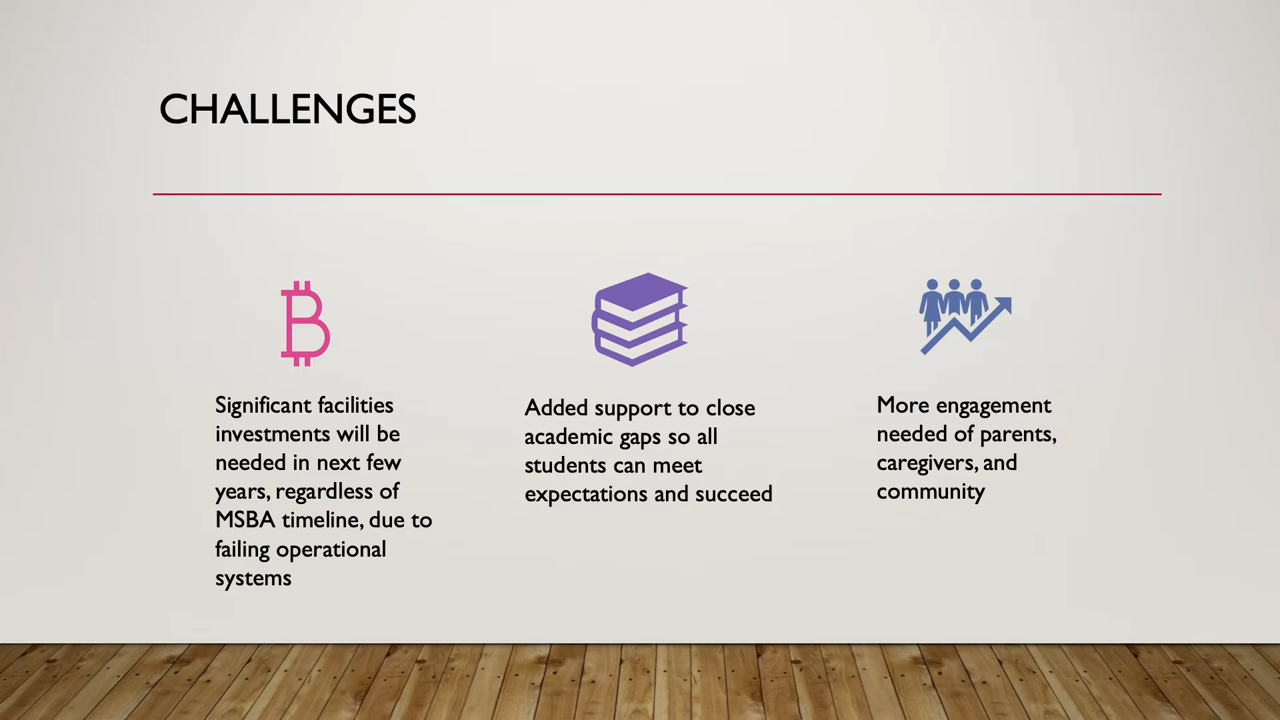 CHALLENGES
Significant facilities
investments will be
needed in next few
years, regardless of
MSBA timeline, due to
failing operational
systems
Added support to close
academic gaps so all
students can meet
expectations and succeed
More engagement
needed of parents,
caregivers, and
community